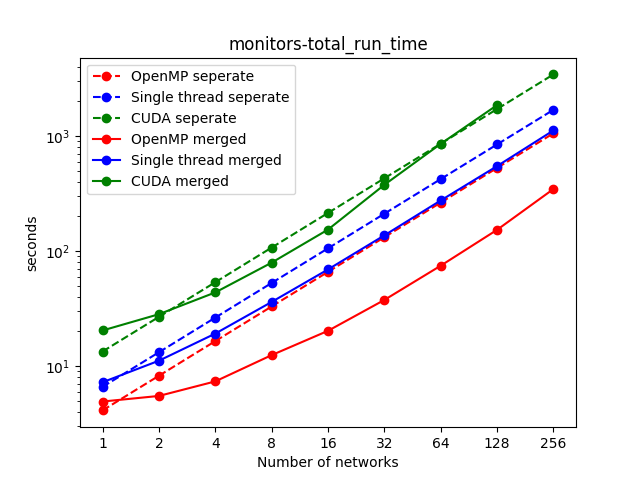 monitors-total_run_time
OpenMP seperate
Single thread seperate
CUDA seperate
OpenMP merged
Single thread merged
CUDA merged
10³
10²
10¹
seconds
1 2 4 8 16 32 64 128 256
Number of networks